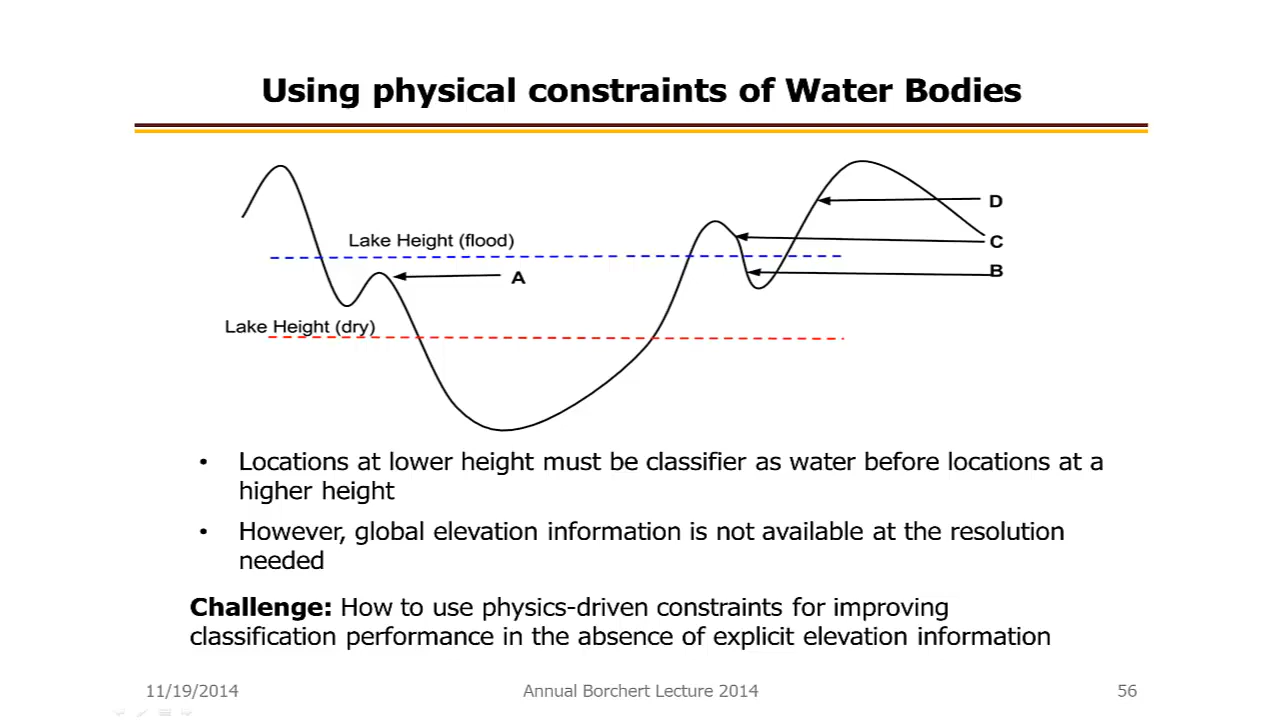 Using physical constraints of Water Bodies
D
Lake Height (flood)
C
B
A
Lake Height (dry)
• Locations at lower height must be classifier as water before locations at a
higher height
• However, global elevation information is not available at the resolution
needed
Challenge: How to use physics-driven constraints for improving
classification performance in the absence of explicit elevation information
11/19/2014
Annual Borchert Lecture 2014
56